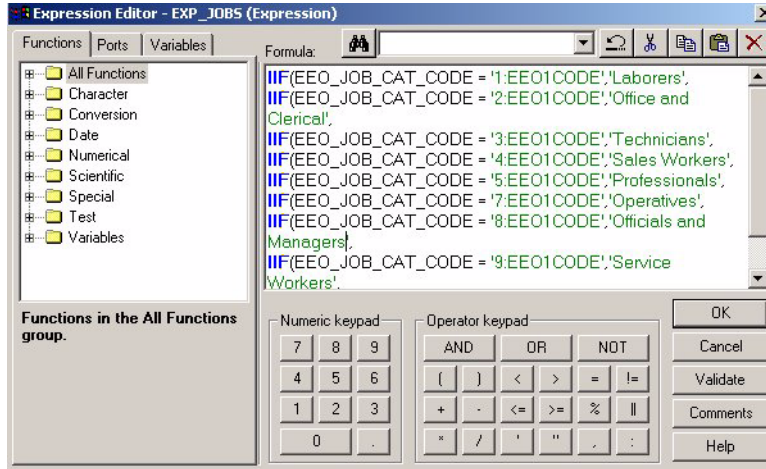 Expression Editor - EXP_JOBS (Expression)
Functions Ports Variables
All Functions
Character
Conversion
Date
Numerical
Scientific
Special
Test
Variables
Functions in the All Functions
group.
Formula:
IIF(EEO_JOB_CAT_CODE = '1:EEO1CODE','Laborers',
IIF(EEO_JOB_CAT_CODE = '2:EEO1CODE','Office and
Clerical',
IIF(EEO_JOB_CAT_CODE = '3:EEO1CODE','Technicians',
IIF(EEO_JOB_CAT_CODE = '4:EEO1CODE','Sales Workers',
IIF(EEO_JOB_CAT_CODE = '5:EEO1CODE','Professionals',
IIF(EEO_JOB_CAT_CODE = '7:EEO1CODE','Operatives',
IIF(EEO_JOB_CAT_CODE = '8:EEO1CODE','Officials and
Managers',
IIF(EEO_JOB_CAT_CODE = '9:EEO1CODE','Service
Workers',
Numeric keypad
7 8 9
4 5 6
1 2 3
0 .
Operator keypad
AND OR NOT
( ) < > = !=
+ - <= >= % ||
* / ' " , :
OK
Cancel
Validate
Comments
Help